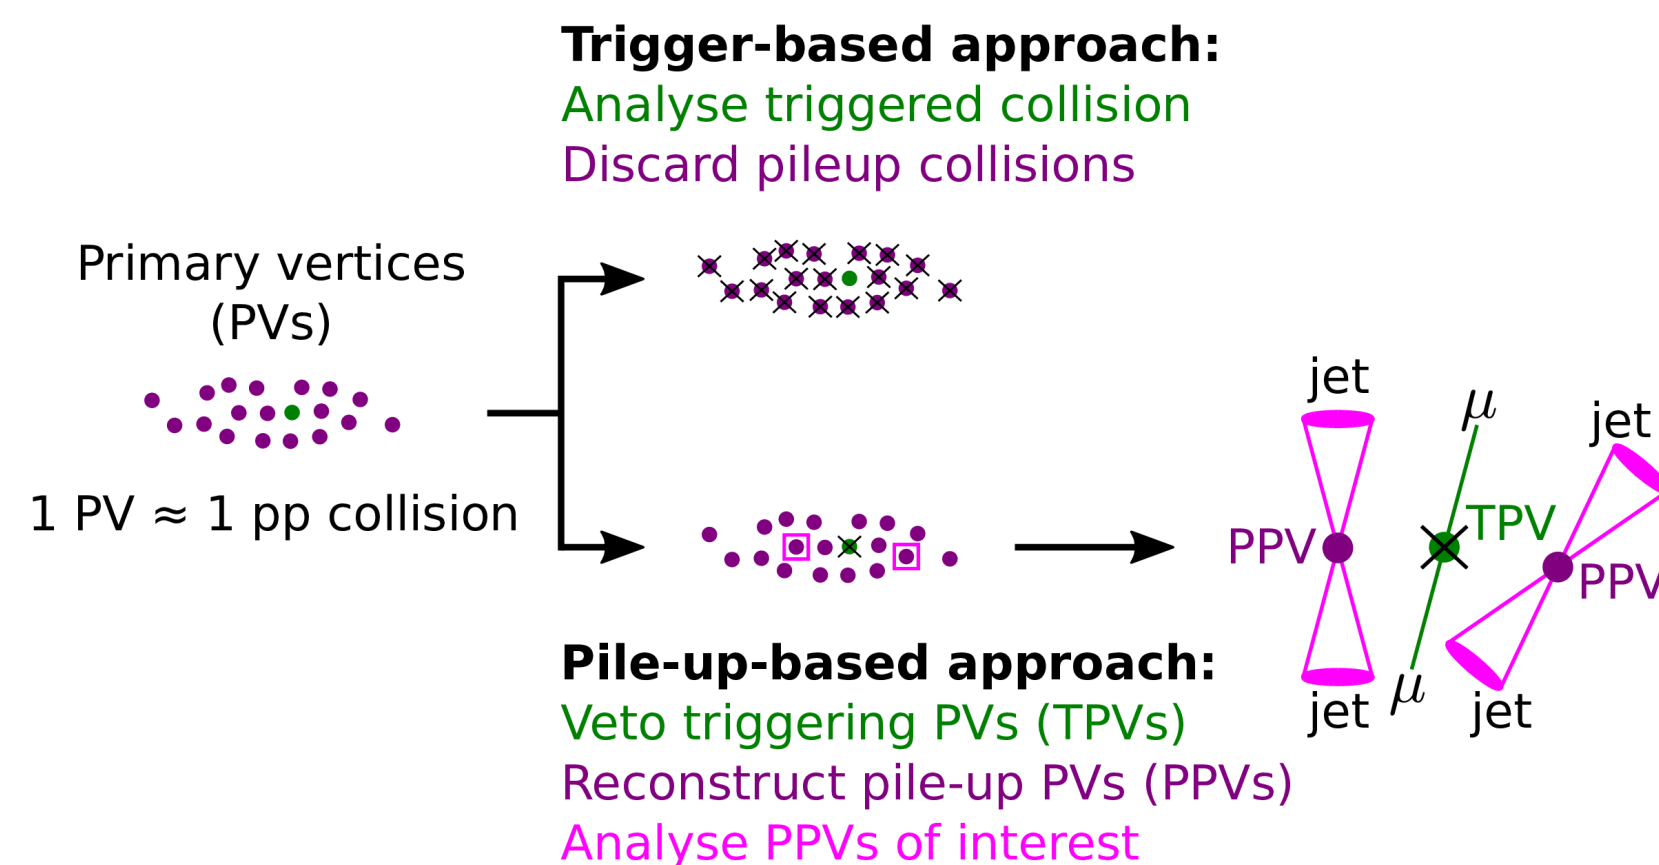 Trigger-based approach:
Analyse triggered collision
Discard pileup collisions
Primary vertices
(PVs)
1 PV ≈ 1 pp collision
jet
μ
jet
TPV
PPV
PPV
jet
μ
jet
Pile-up-based approach:
Veto triggering PVs (TPVs)
Reconstruct pile-up PVs (PPVs)
Analyse PPVs of interest